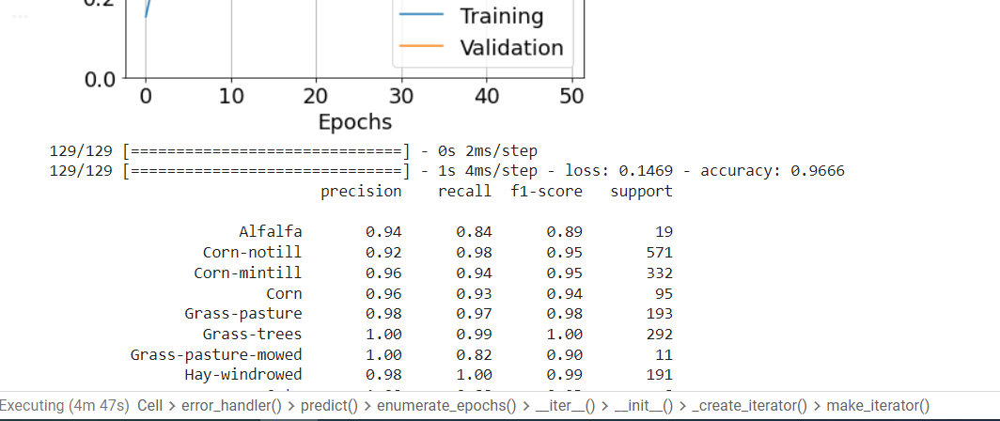 0.2
Training
Validation
0.0
0 10 20 30 40 50
Epochs
129/129 [==============================] - 0s 2ms/step
129/129 [==============================] - 1s 4ms/step - loss: 0.1469 - accuracy: 0.9666
precision recall f1-score support
Alfalfa 0.94 0.84 0.89 19
Corn-notill 0.92 0.98 0.95 571
Corn-mintill 0.96 0.94 0.95 332
Corn 0.96 0.93 0.94 95
Grass-pasture 0.98 0.97 0.98 193
Grass-trees 1.00 0.99 1.00 292
Grass-pasture-mowed 1.00 0.82 0.90 11
Hay-windrowed 0.98 1.00 0.99 191
Executing (4m 47s) Cell > error_handler() > predict() > enumerate_epochs() > __iter__() > __init__() > _create_iterator() > make_iterator()